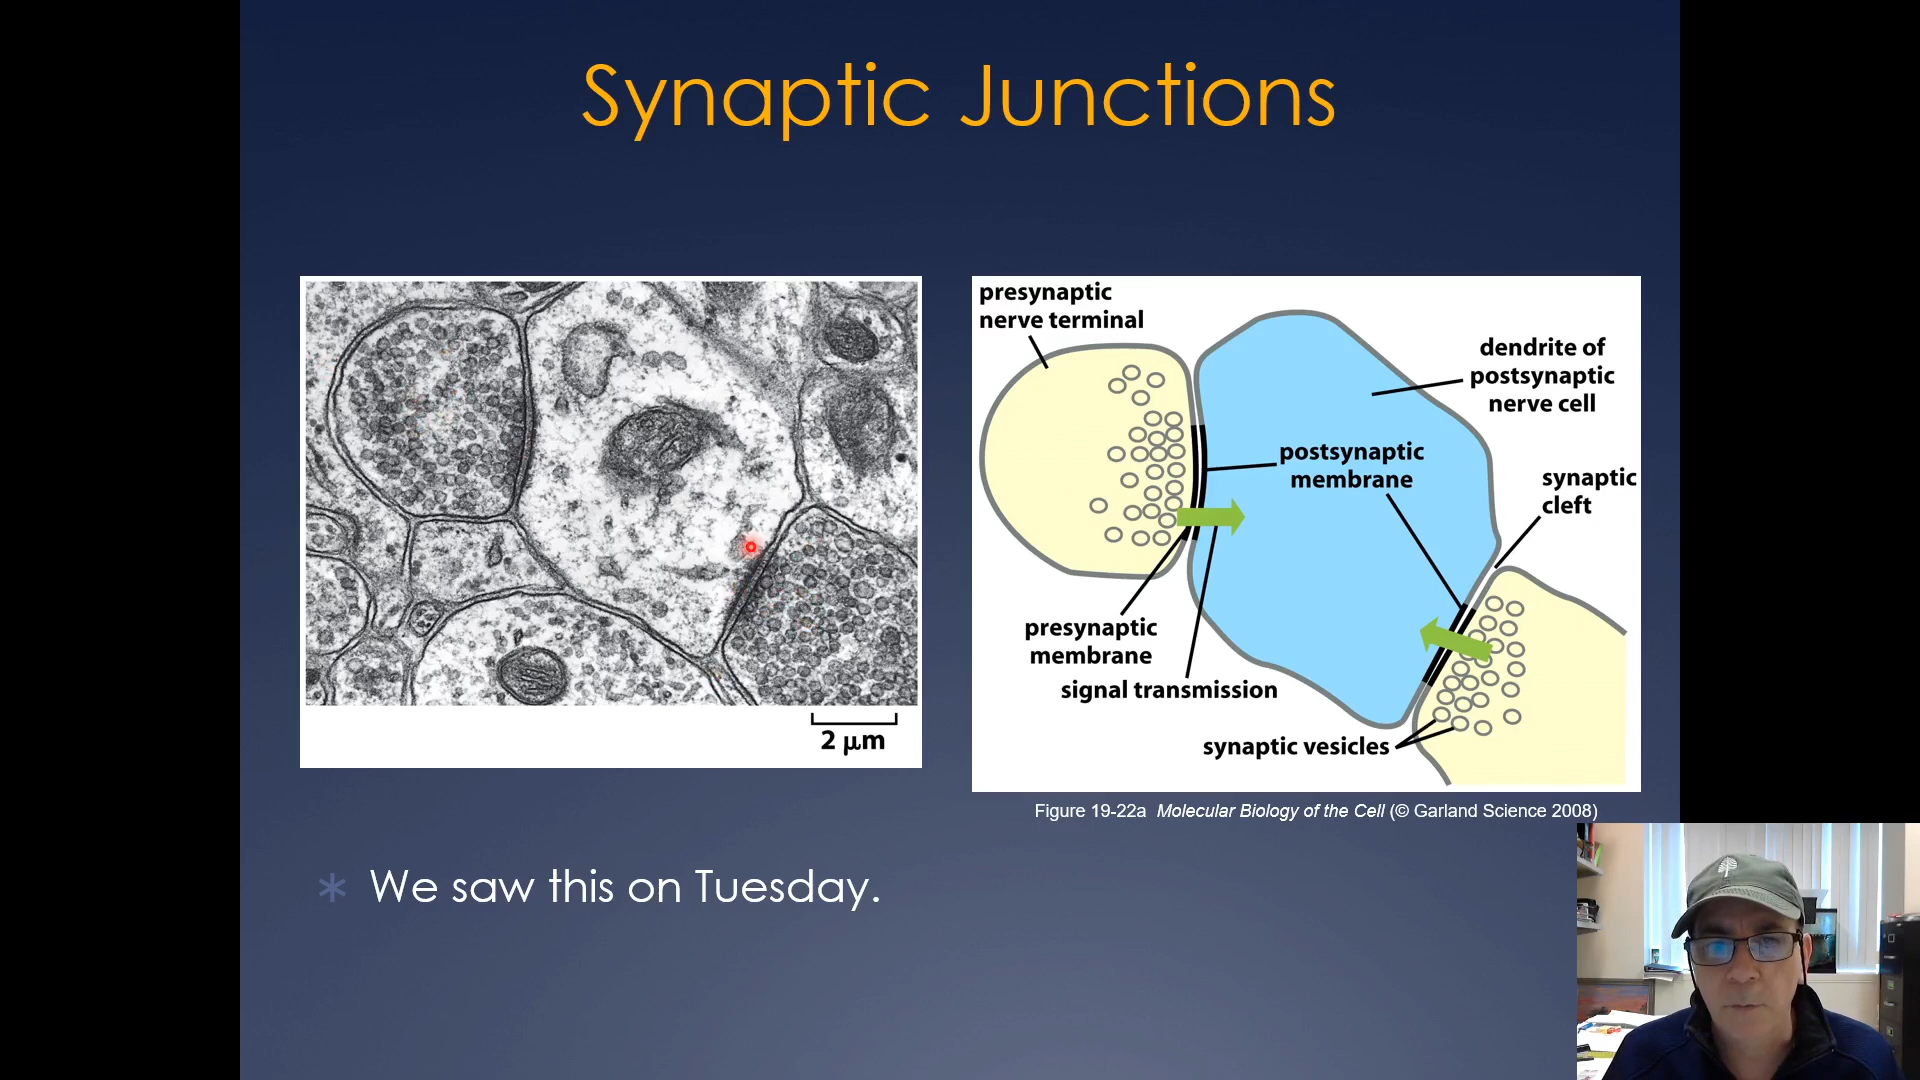 Synaptic Junctions
2 μm
presynaptic
nerve terminal
dendrite of
postsynaptic
nerve cell
postsynaptic
membrane
synaptic
cleft
presynaptic
membrane
signal transmission
synaptic vesicles
Figure 19-22a Molecular Biology of the Cell (© Garland Science 2008)
* We saw this on Tuesday.